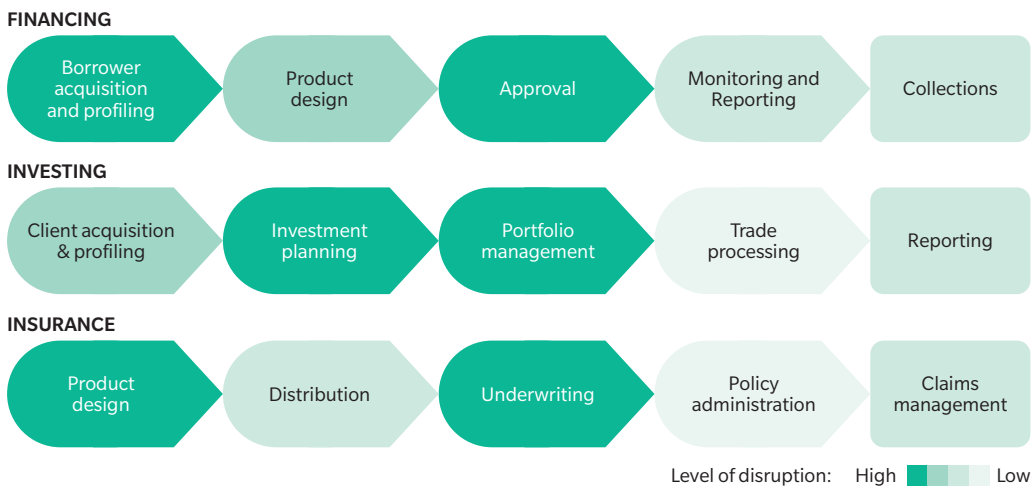 FINANCING
Borrower
acquisition
and profiling
Product
design
Approval
Monitoring and
Reporting
Collections
INVESTING
Client acquisition
& profiling
Investment
planning
Portfolio
management
Trade
processing
Reporting
INSURANCE
Product
design
Distribution
Underwriting
Policy
administration
Claims
management
Level of disruption: High Low